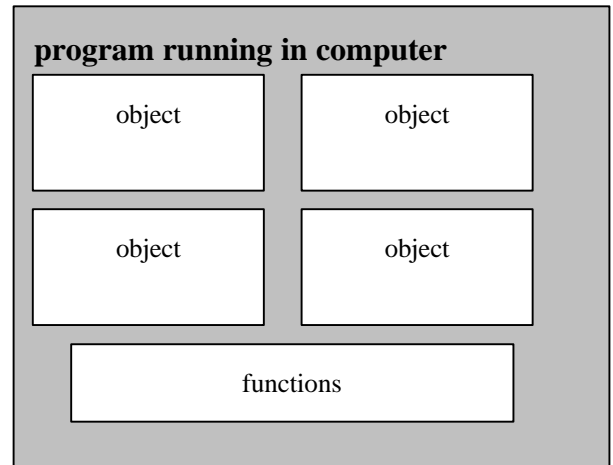 program running in computer
object object
object object
functions